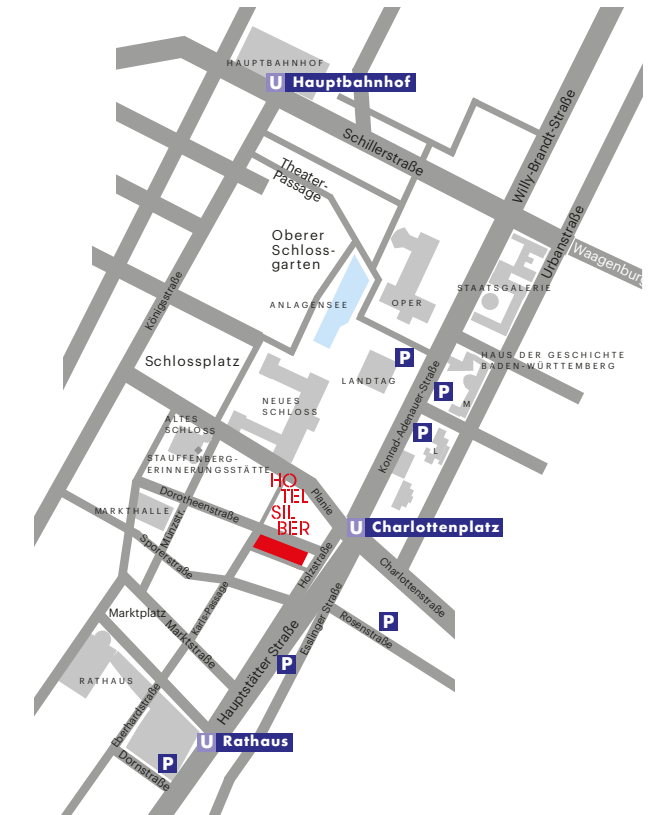 HAUPTBAHNHOF
U Hauptbahnhof
Schillerstraße
Willy-Brandt-Straße
Theater-
Passage
Urbanstraße
Oberer
Schloss-
garten
Waagenburg
Königsstraße
ANLAGENSEE
OPER
STAATSGALERIE
Schlossplatz
P
HAUS DER GESCHICHTE
BADEN-WÜRTTEMBERG
LANDTAG
P
Konrad-Adenauer-Straße
M
NEUES
SCHLOSS
ALTES
SCHLOSS
P
L
STAUFFENBERG-
ERINNERUNGSSTÄTTE
HO
TEL
SIL
BER
Planie
Dorotheenstraße
MARKTHALLE
Münzstr.
U Charlottenplatz
Sporerstraße
Holzstraße
Charlottenstraße
Karls-Passage
Marktplatz
Marktstraße
Esslinger Straße
Rosenstraße
P
Hauptstätter Straße
P
RATHAUS
Eberhardstraße
U Rathaus
P
Dornstraße